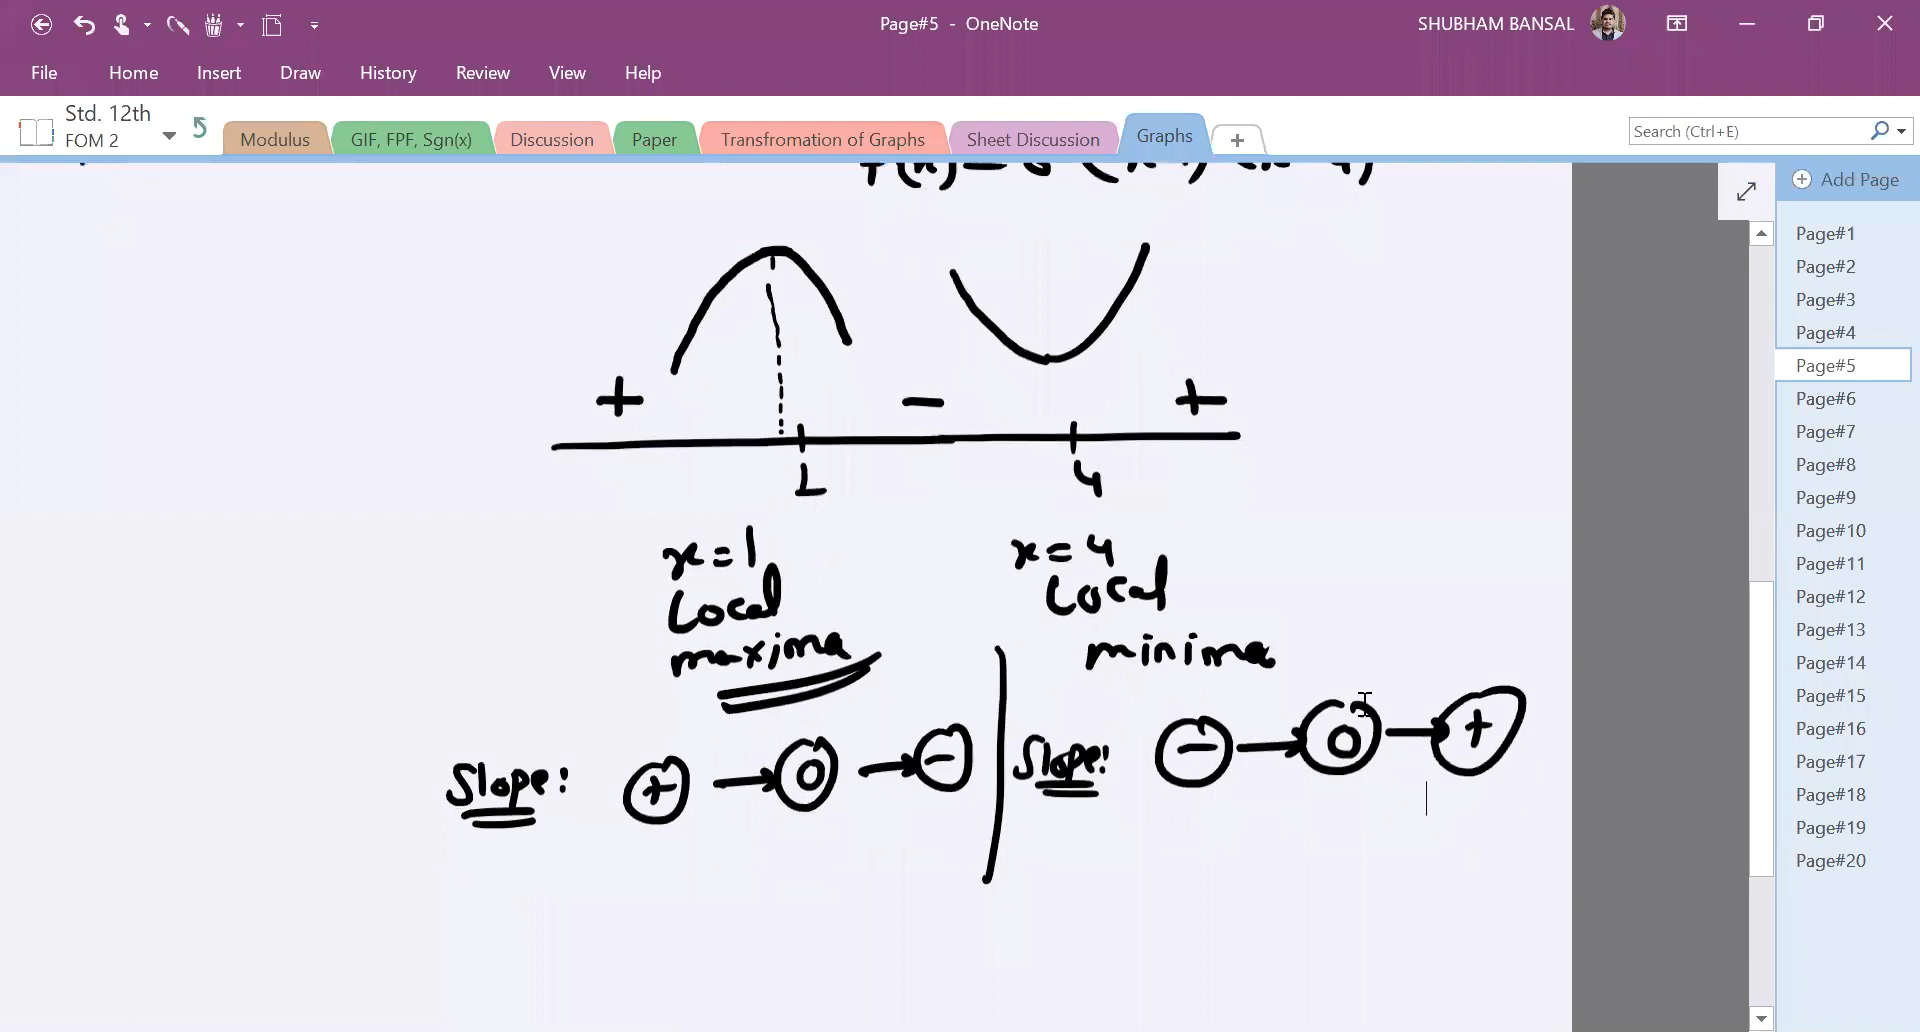 Page#5 - OneNote
SHUBHAM BANSAL
File Home Insert Draw History Review View Help
Std. 12th
FOM 2
Modulus GIF, FPF, Sgn(x) Discussion Paper Transfromation of Graphs Sheet Discussion Graphs +
Search (Ctrl+E)
Add Page
Page#1
Page#2
Page#3
Page#4
Page#5
Page#6
Page#7
Page#8
Page#9
Page#10
Page#11
Page#12
Page#13
Page#14
Page#15
Page#16
Page#17
Page#18
Page#19
Page#20
+ - +
1 4
x=1
Local
maxima
x=4
Local
minima
Slope: + → 0 → -
Slope: - → 0 → +